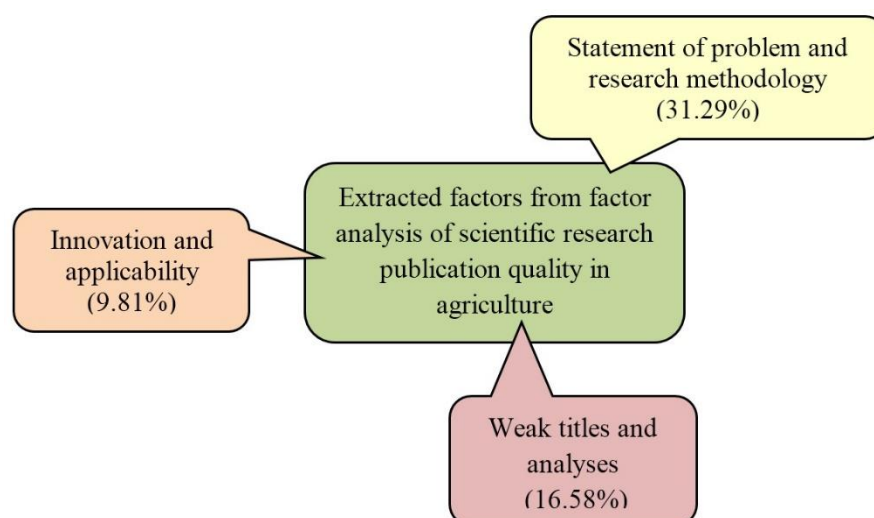 Statement of problem and
research methodology
(31.29%)
Extracted factors from factor
analysis of scientific research
publication quality in
agriculture
Innovation and
applicability
(9.81%)
Weak titles and
analyses
(16.58%)